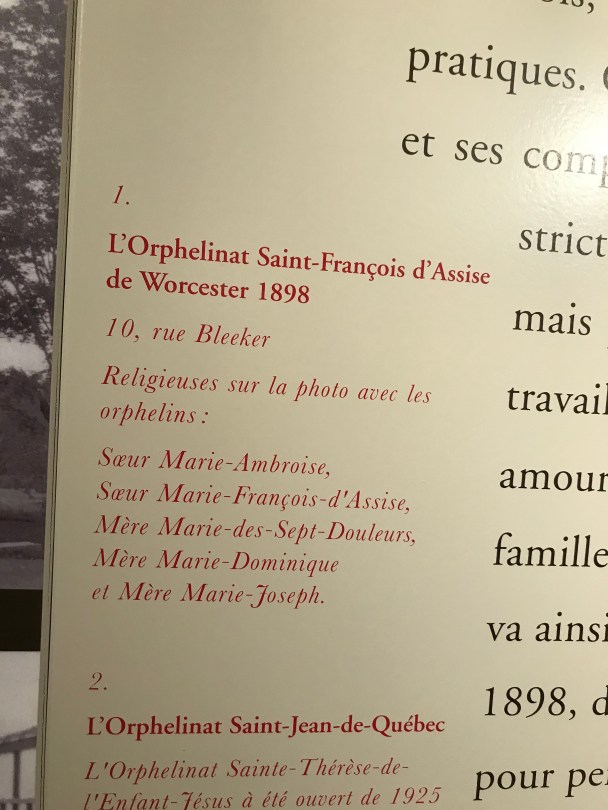 1.
L'Orphelinat Saint-François d'Assise
de Worcester 1898
10, rue Bleeker
Religieuses sur la photo avec les
orphelins :
Sœur Marie-Ambroise,
Sœur Marie-François-d'Assise,
Mère Marie-des-Sept-Douleurs,
Mère Marie-Dominique
et Mère Marie-Joseph.
2.
L'Orphelinat Saint-Jean-de-Québec
L'Orphelinat Sainte-Thérèse-de-
l'Enfant-Jésus à été ouvert de 1925
pratiques.
et ses
strict
mais
travail
amour
famille
va ainsi
1898, d
pour